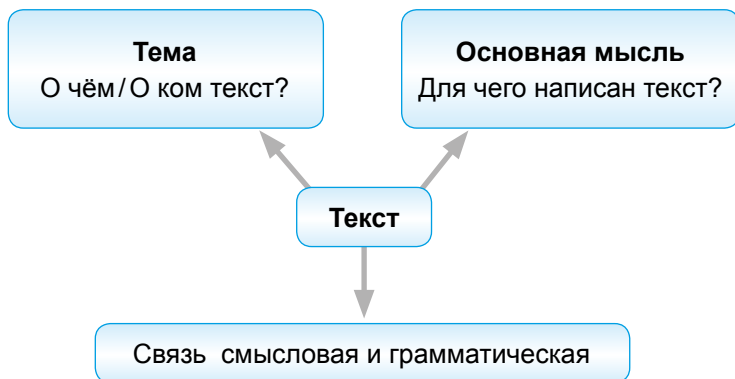 Тема
О чём / О ком текст?
Основная мысль
Для чего написан текст?
Текст
Связь смысловая и грамматическая